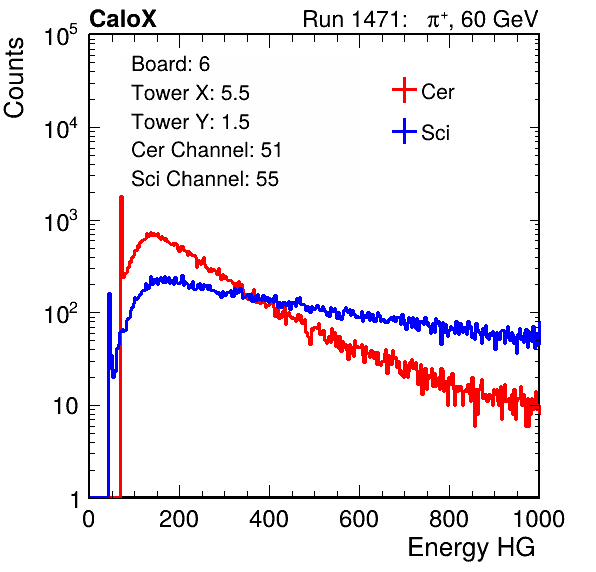 CaloX Run 1471: π⁺, 60 GeV
Board: 6
Tower X: 5.5
Tower Y: 1.5
Cer Channel: 51
Sci Channel: 55
Cer
Sci
Counts
10⁵
10⁴
10³
10²
10
1
0 200 400 600 800 1000
Energy HG